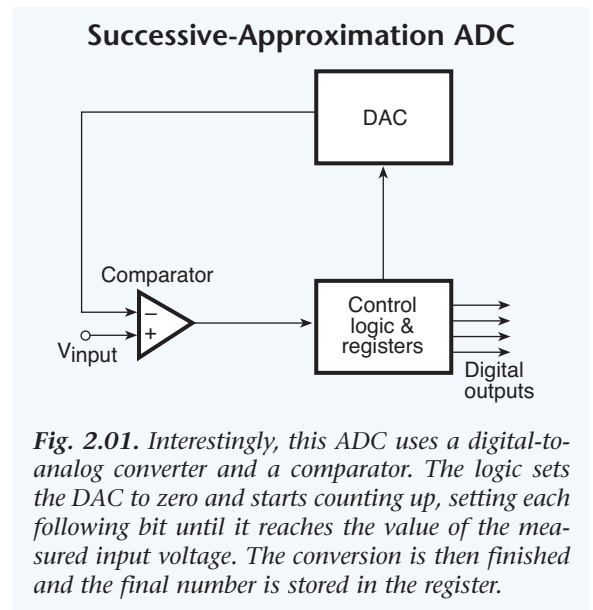 Successive-Approximation ADC
DAC
Comparator
−
+
Vinput
Control
logic &
registers
Digital
outputs
Fig. 2.01. Interestingly, this ADC uses a digital-to-
analog converter and a comparator. The logic sets
the DAC to zero and starts counting up, setting each
following bit until it reaches the value of the mea-
sured input voltage. The conversion is then finished
and the final number is stored in the register.